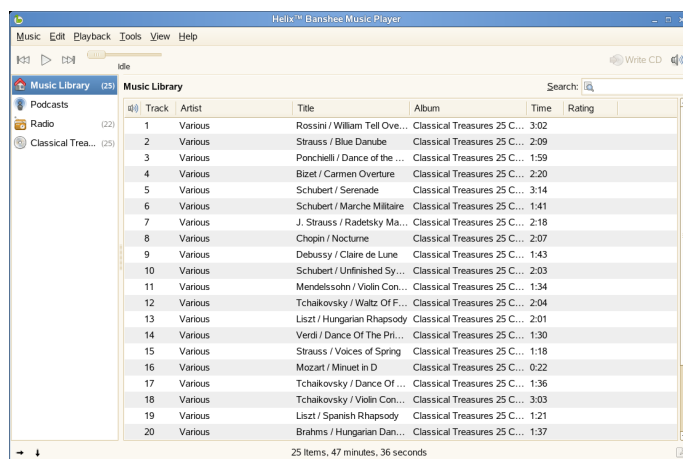 Helix™ Banshee Music Player
Music Edit Playback Tools View Help
Idle
Write CD
Music Library (25)
Podcasts
Radio (22)
Classical Trea... (25)
Music Library
Search:
Track Artist Title Album Time Rating
1 Various Rossini / William Tell Ove... Classical Treasures 25 C... 3:02
2 Various Strauss / Blue Danube Classical Treasures 25 C... 2:09
3 Various Ponchielli / Dance of the ... Classical Treasures 25 C... 1:59
4 Various Bizet / Carmen Overture Classical Treasures 25 C... 2:20
5 Various Schubert / Serenade Classical Treasures 25 C... 3:14
6 Various Schubert / Marche Militaire Classical Treasures 25 C... 1:41
7 Various J. Strauss / Radetsky Ma... Classical Treasures 25 C... 2:18
8 Various Chopin / Nocturne Classical Treasures 25 C... 2:07
9 Various Debussy / Claire de Lune Classical Treasures 25 C... 1:43
10 Various Schubert / Unfinished Sy... Classical Treasures 25 C... 2:03
11 Various Mendelssohn / Violin Con... Classical Treasures 25 C... 1:34
12 Various Tchaikovsky / Waltz Of F... Classical Treasures 25 C... 2:04
13 Various Liszt / Hungarian Rhapsody Classical Treasures 25 C... 2:01
14 Various Verdi / Dance Of The Pri... Classical Treasures 25 C... 1:30
15 Various Strauss / Voices of Spring Classical Treasures 25 C... 1:18
16 Various Mozart / Minuet in D Classical Treasures 25 C... 0:22
17 Various Tchaikovsky / Dance Of ... Classical Treasures 25 C... 1:36
18 Various Tchaikovsky / Violin Con... Classical Treasures 25 C... 3:03
19 Various Liszt / Spanish Rhapsody Classical Treasures 25 C... 1:21
20 Various Brahms / Hungarian Dan... Classical Treasures 25 C... 1:37
25 Items, 47 minutes, 36 seconds